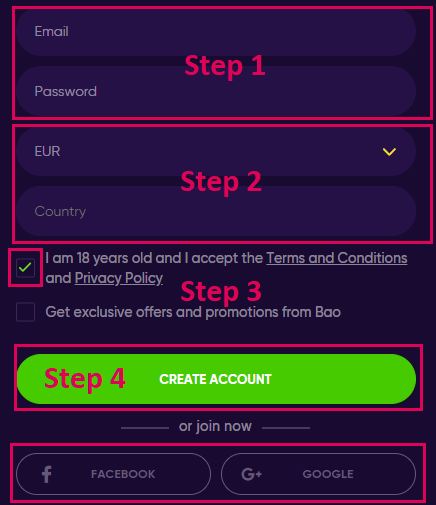 Email
Step 1
Password
EUR
Step 2
Country
I am 18 years old and I accept the Terms and Conditions
and Privacy Policy
Step 3
Get exclusive offers and promotions from Bao
Step 4 CREATE ACCOUNT
or join now
f FACEBOOK G+ GOOGLE